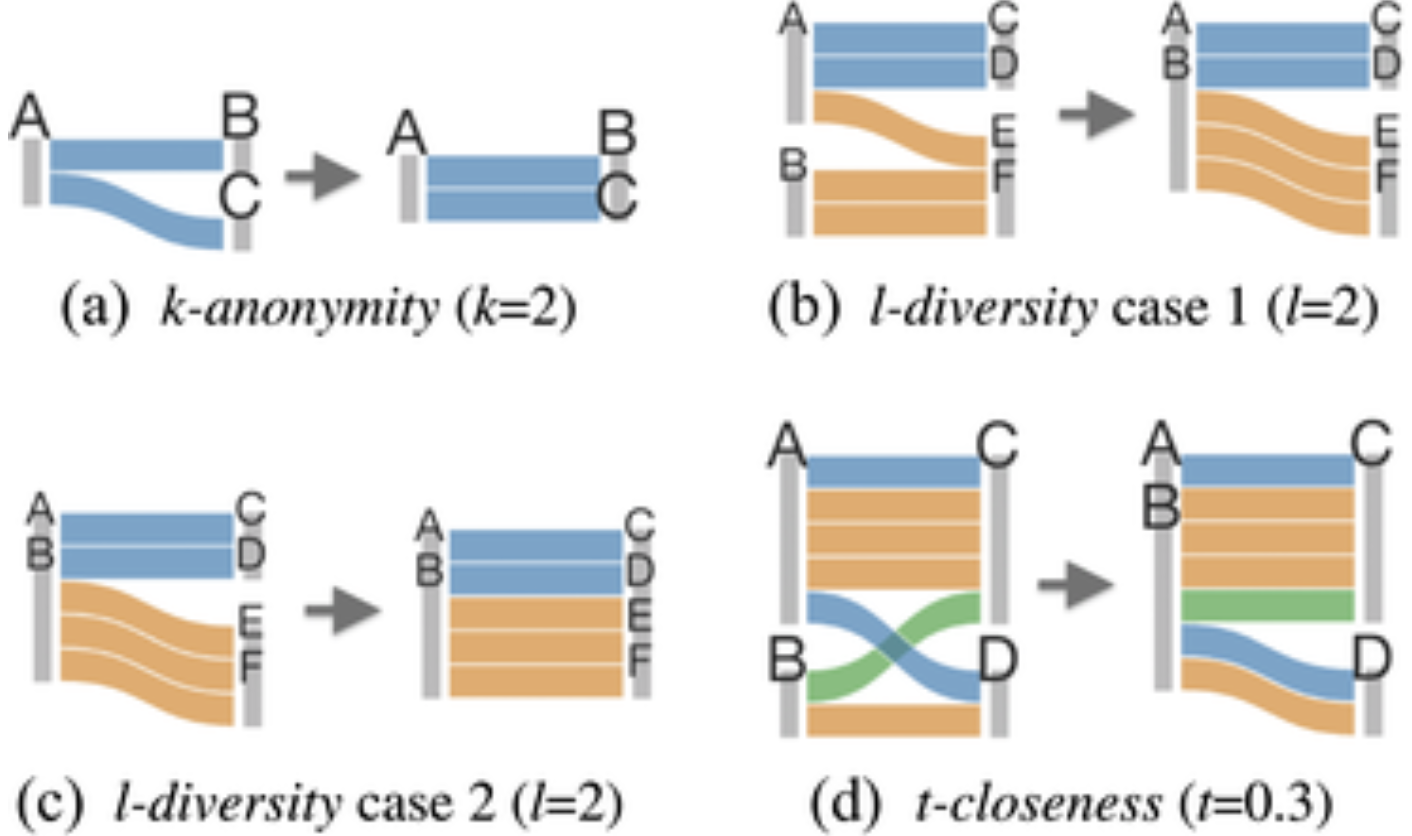 A B C A B C
(a) k-anonymity (k=2)
A B C D E F A B C D E F
(b) l-diversity case 1 (l=2)
A B C D E F A B C D E F
(c) l-diversity case 2 (l=2)
A B C D A B C D
(d) t-closeness (t=0.3)